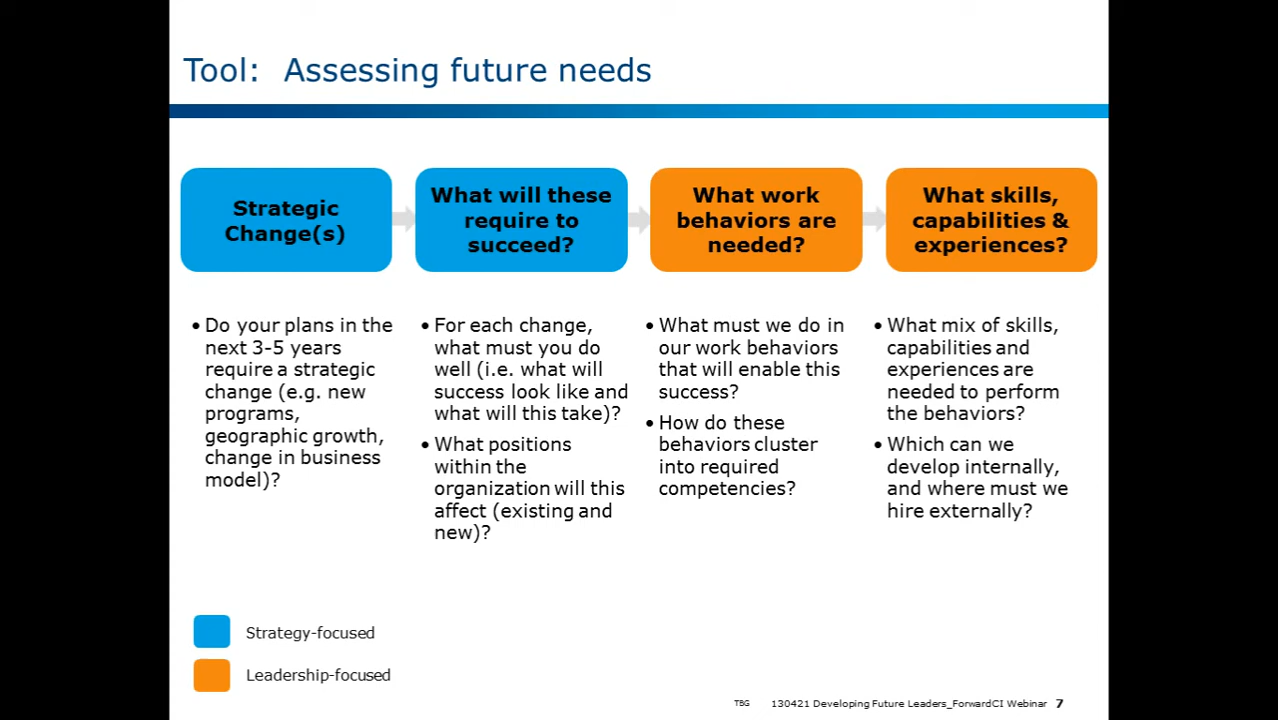 Tool: Assessing future needs
Strategic
Change(s)
What will these
require to
succeed?
What work
behaviors are
needed?
What skills,
capabilities &
experiences?
• Do your plans in the
next 3-5 years
require a strategic
change (e.g. new
programs,
geographic growth,
change in business
model)?
• For each change,
what must you do
well (i.e. what will
success look like and
what will this take)?
• What positions
within the
organization will this
affect (existing and
new)?
• What must we do in
our work behaviors
that will enable this
success?
• How do these
behaviors cluster
into required
competencies?
• What mix of skills,
capabilities and
experiences are
needed to perform
the behaviors?
• Which can we
develop internally,
and where must we
hire externally?
Strategy-focused
Leadership-focused
TBG 130421 Developing Future Leaders_ForwardCI Webinar 7